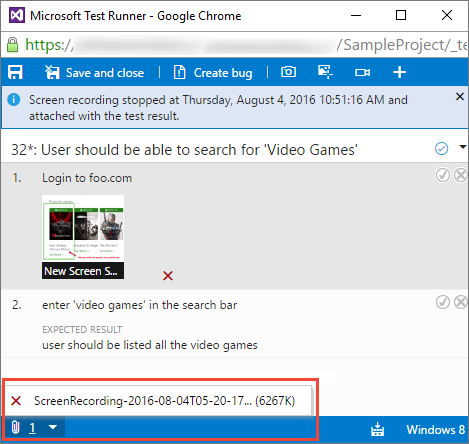 Microsoft Test Runner - Google Chrome
https:/
/SampleProject/_te
Save and close
Create bug
Screen recording stopped at Thursday, August 4, 2016 10:51:16 AM and
attached with the test result.
32*: User should be able to search for 'Video Games'
1. Login to foo.com
New Screen S...
2. enter 'video games' in the search bar
EXPECTED RESULT
user should be listed all the video games
ScreenRecording-2016-08-04T05-20-17... (6267K)
1
Windows 8